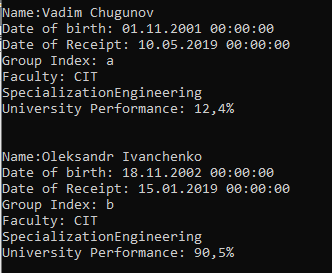 Name:Vadim Chugunov
Date of birth: 01.11.2001 00:00:00
Date of Receipt: 10.05.2019 00:00:00
Group Index: a
Faculty: CIT
SpecializationEngineering
University Performance: 12,4%
Name:Oleksandr Ivanchenko
Date of birth: 18.11.2002 00:00:00
Date of Receipt: 15.01.2019 00:00:00
Group Index: b
Faculty: CIT
SpecializationEngineering
University Performance: 90,5%